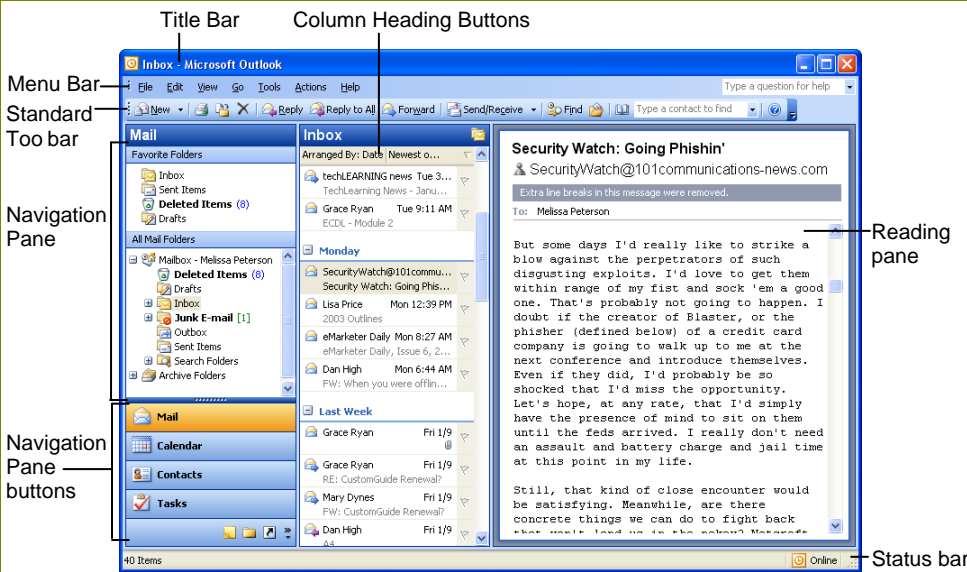 Title Bar
Column Heading Buttons
Menu Bar
Standard
Too bar
Navigation
Pane
Navigation
Pane
buttons
Reading
pane
Status bar
Inbox - Microsoft Outlook
File Edit View Go Tools Actions Help
Type a question for help
New Reply Reply to All Forward Send/Receive Find Type a contact to find
Mail
Favorite Folders
Inbox
Sent Items
Deleted Items (8)
Drafts
All Mail Folders
Mailbox - Melissa Peterson
Deleted Items (8)
Drafts
Inbox
Junk E-mail [1]
Outbox
Sent Items
Search Folders
Archive Folders
Mail
Calendar
Contacts
Tasks
Inbox
Arranged By: Date Newest o...
techLEARNING news Tue 3...
TechLearning News - Janu...
Grace Ryan Tue 9:11 AM
ECDL - Module 2
Monday
SecurityWatch@101commu...
Security Watch: Going Phis...
Lisa Price Mon 12:39 PM
2003 Outlines
eMarketer Daily Mon 8:27 AM
eMarketer Daily, Issue 6, 2...
Dan High Mon 6:44 AM
FW: When you were offlin...
Last Week
Grace Ryan Fri 1/9
Grace Ryan Fri 1/9
RE: CustomGuide Renewal?
Mary Dynes Fri 1/9
FW: CustomGuide Renewal?
Dan High Fri 1/9
A4
Security Watch: Going Phishin'
SecurityWatch@101communications-news.com
Extra line breaks in this message were removed.
To: Melissa Peterson
But some days I'd really like to strike a
blow against the perpetrators of such
disgusting exploits. I'd love to get them
within range of my fist and sock 'em a good
one. That's probably not going to happen. I
doubt if the creator of Blaster, or the
phisher (defined below) of a credit card
company is going to walk up to me at the
next conference and introduce themselves.
Even if they did, I'd probably be so
shocked that I'd miss the opportunity.
Let's hope, at any rate, that I'd simply
have the presence of mind to sit on them
until the feds arrived. I really don't need
an assault and battery charge and jail time
at this point in my life.
Still, that kind of close encounter would
be satisfying. Meanwhile, are there
concrete things we can do to fight back
that won't land us in the pokey? Netcraft
40 Items
Online